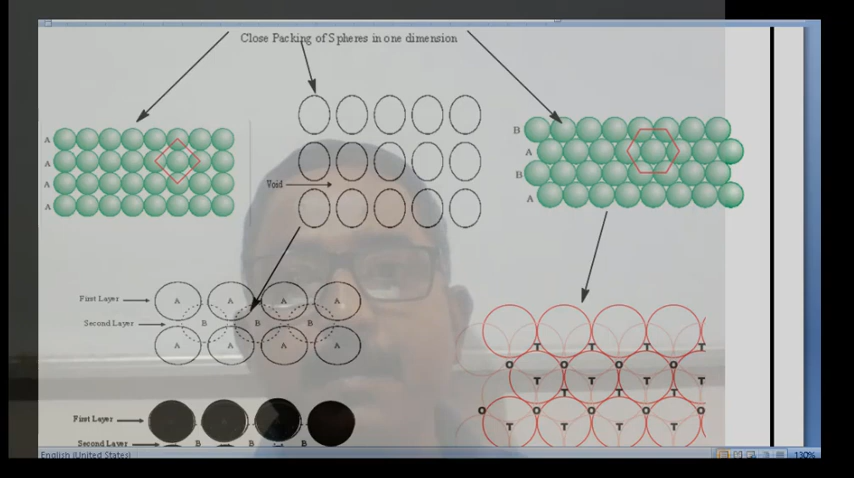 Close Packing of Spheres in one dimension
A
A
A
A
Void
B
A
B
A
First Layer
A A A A
Second Layer
B B B
A A A A
First Layer
Second Layer
B B B
T T T T
O O O O
T T T T
T T T T
O O O O O
T T T T
English (United States)
130%